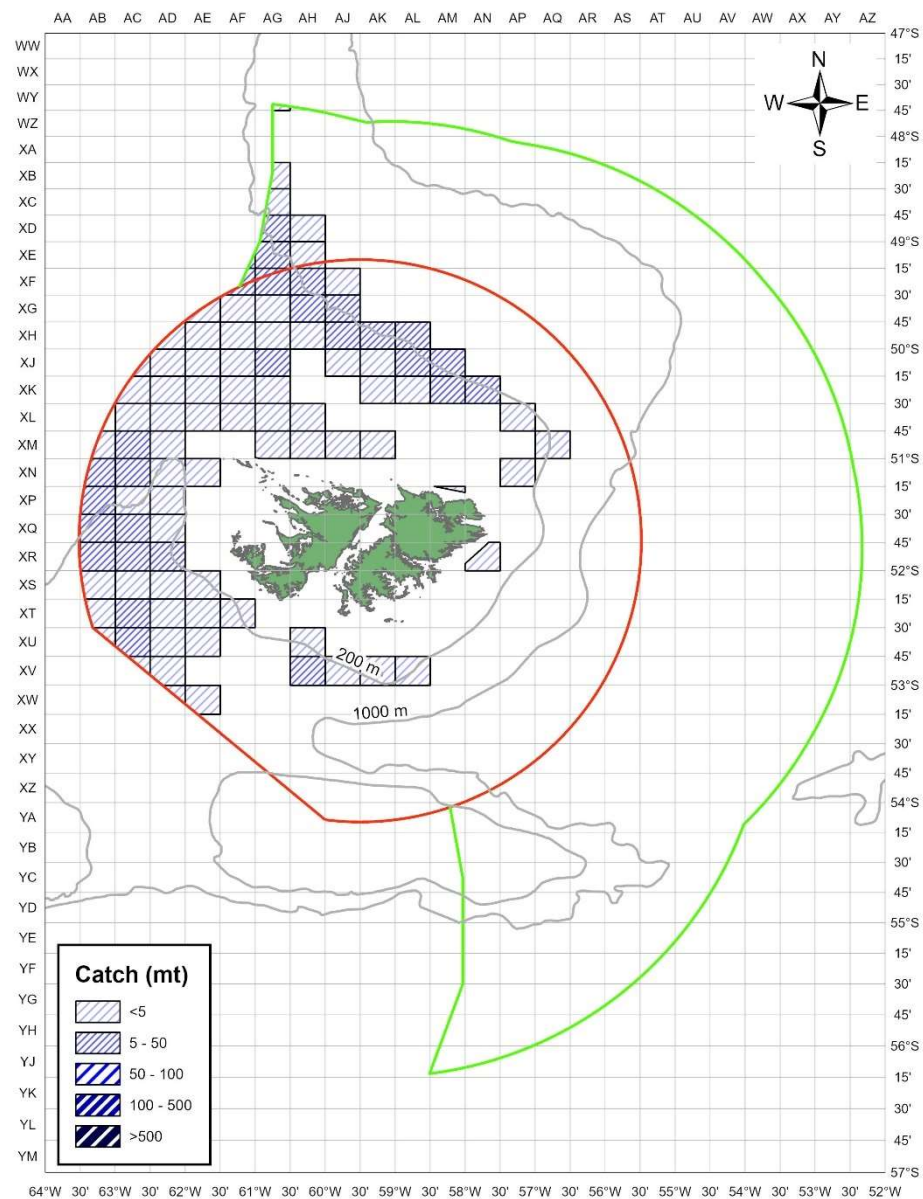 AA AB AC AD AE AF AG AH AJ AK AL AM AN AP AQ AR AS AT AU AV AW AX AY AZ
47°S
WW
15'
WX
30'
WY
45'
WZ
48°S
XA
15'
XB
30'
XC
45'
XD
49°S
XE
15'
XF
30'
XG
45'
XH
50°S
XJ
15'
XK
30'
XL
45'
XM
51°S
XN
15'
XP
30'
XQ
45'
XR
52°S
XS
15'
XT
30'
XU
45'
XV
53°S
XW
15'
XX
30'
XY
45'
XZ
54°S
YA
15'
YB
30'
YC
45'
YD
55°S
YE
15'
YF
30'
YG
45'
YH
56°S
YJ
15'
YK
30'
YL
45'
YM
57°S
N
W E
S
200 m.
1000 m
Catch (mt)
<5
5 - 50
50 - 100
100 - 500
>500
64°W 30' 63°W 30' 62°W 30' 61°W 30' 60°W 30' 59°W 30' 58°W 30' 57°W 30' 56°W 30' 55°W 30' 54°W 30' 53°W 30' 52°W